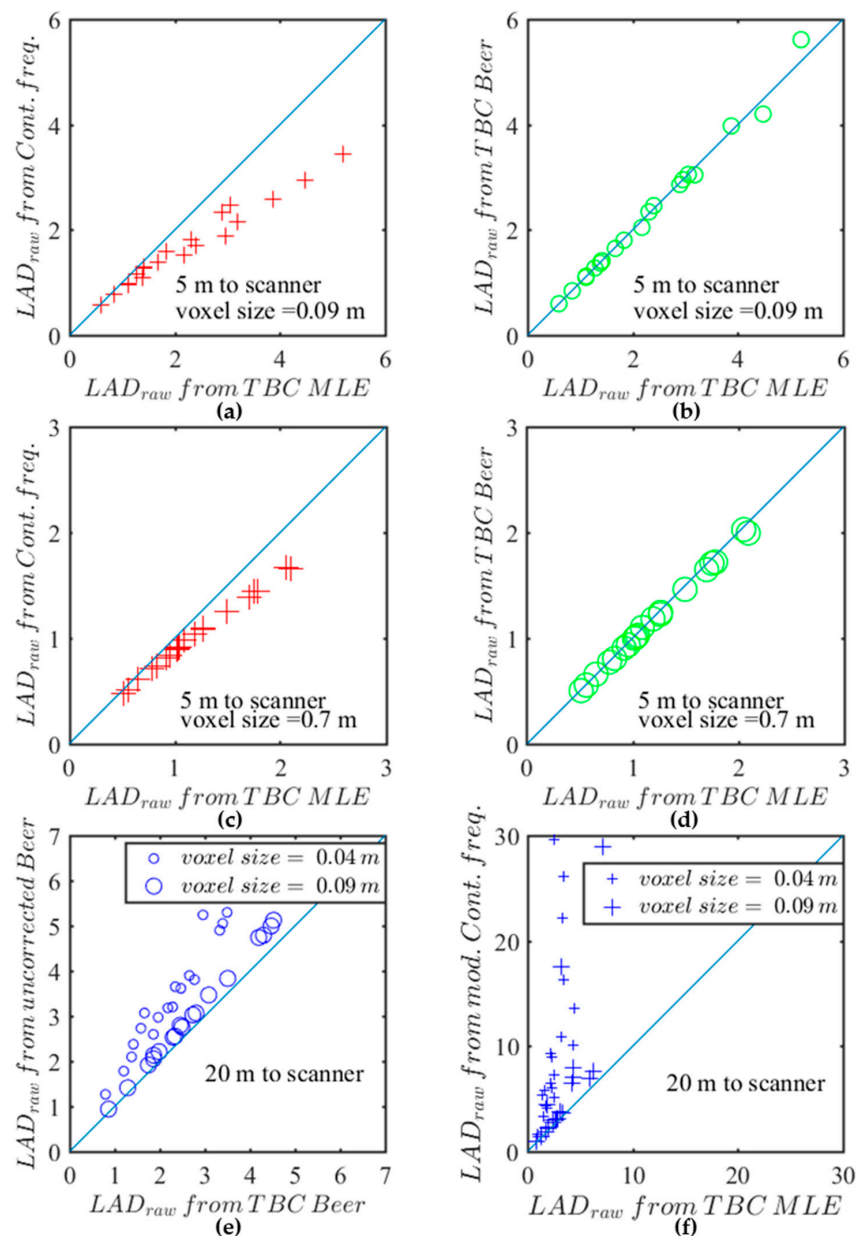 LAD_raw from Cont. freq.
6
4
2
0
0 2 4 6
5 m to scanner
voxel size =0.09 m
LAD_raw from TBC MLE
(a)
LAD_raw from TBC Beer
6
4
2
0
0 2 4 6
5 m to scanner
voxel size =0.09 m
LAD_raw from TBC MLE
(b)
LAD_raw from Cont. freq.
3
2
1
0
0 1 2 3
5 m to scanner
voxel size =0.7 m
LAD_raw from TBC MLE
(c)
LAD_raw from TBC Beer
3
2
1
0
0 1 2 3
5 m to scanner
voxel size =0.7 m
LAD_raw from TBC MLE
(d)
LAD_raw from uncorrected Beer
7
6
5
4
3
2
1
0
0 1 2 3 4 5 6 7
voxel size = 0.04 m
voxel size = 0.09 m
20 m to scanner
LAD_raw from TBC Beer
(e)
LAD_raw from mod. Cont. freq.
30
20
10
0
0 10 20 30
voxel size = 0.04 m
voxel size = 0.09 m
20 m to scanner
LAD_raw from TBC MLE
(f)